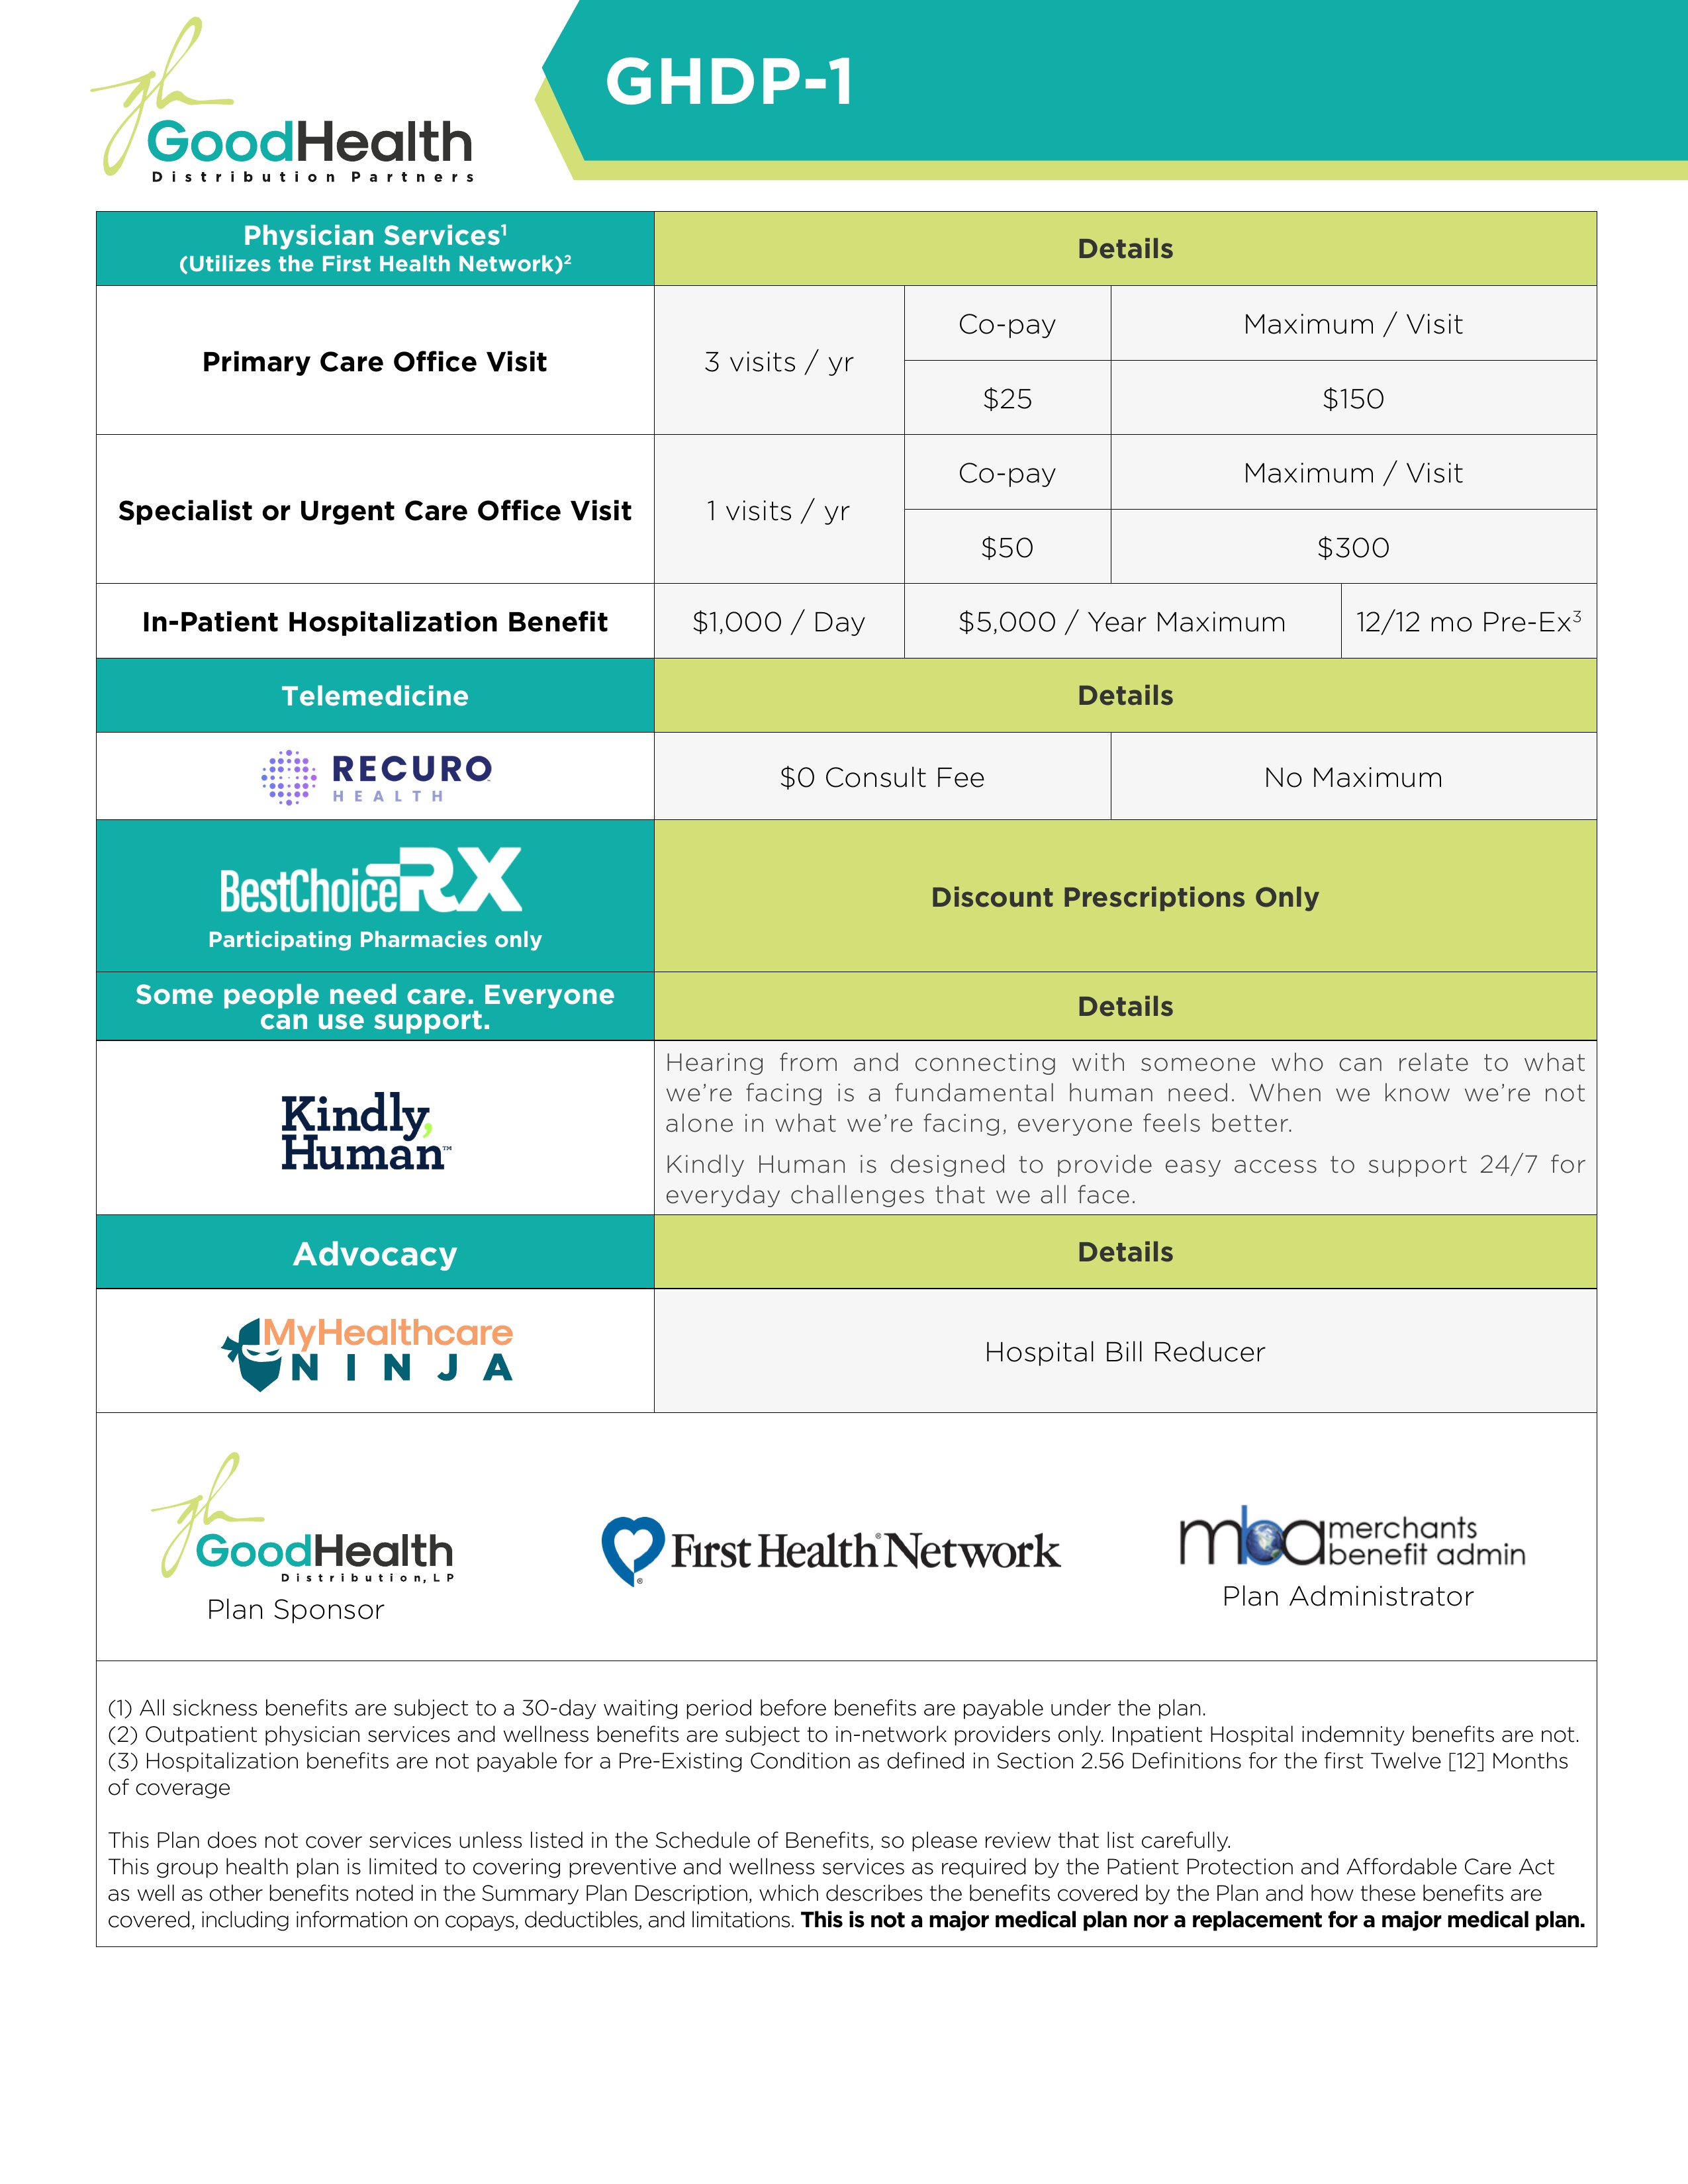 gh
GoodHealth
Distribution Partners
GHDP-1
Physician Services¹
(Utilizes the First Health Network)²
Details
Primary Care Office Visit
3 visits / yr
Co-pay
Maximum / Visit
$25
$150
Specialist or Urgent Care Office Visit
1 visits / yr
Co-pay
Maximum / Visit
$50
$300
In-Patient Hospitalization Benefit
$1,000 / Day
$5,000 / Year Maximum
12/12 mo Pre-Ex³
Telemedicine
Details
RECURO
HEALTH
$0 Consult Fee
No Maximum
BestChoiceRX
Participating Pharmacies only
Discount Prescriptions Only
Some people need care. Everyone
can use support.
Details
Kindly,
Human™
Hearing from and connecting with someone who can relate to what
we’re facing is a fundamental human need. When we know we’re not
alone in what we’re facing, everyone feels better.
Kindly Human is designed to provide easy access to support 24/7 for
everyday challenges that we all face.
Advocacy
Details
MyHealthcare
NINJA
Hospital Bill Reducer
gh
GoodHealth
Distribution, LP
Plan Sponsor
First Health® Network®
mba merchants
benefit admin
Plan Administrator
(1) All sickness benefits are subject to a 30-day waiting period before benefits are payable under the plan.
(2) Outpatient physician services and wellness benefits are subject to in-network providers only. Inpatient Hospital indemnity benefits are not.
(3) Hospitalization benefits are not payable for a Pre-Existing Condition as defined in Section 2.56 Definitions for the first Twelve [12] Months
of coverage
This Plan does not cover services unless listed in the Schedule of Benefits, so please review that list carefully.
This group health plan is limited to covering preventive and wellness services as required by the Patient Protection and Affordable Care Act
as well as other benefits noted in the Summary Plan Description, which describes the benefits covered by the Plan and how these benefits are
covered, including information on copays, deductibles, and limitations. This is not a major medical plan nor a replacement for a major medical plan.